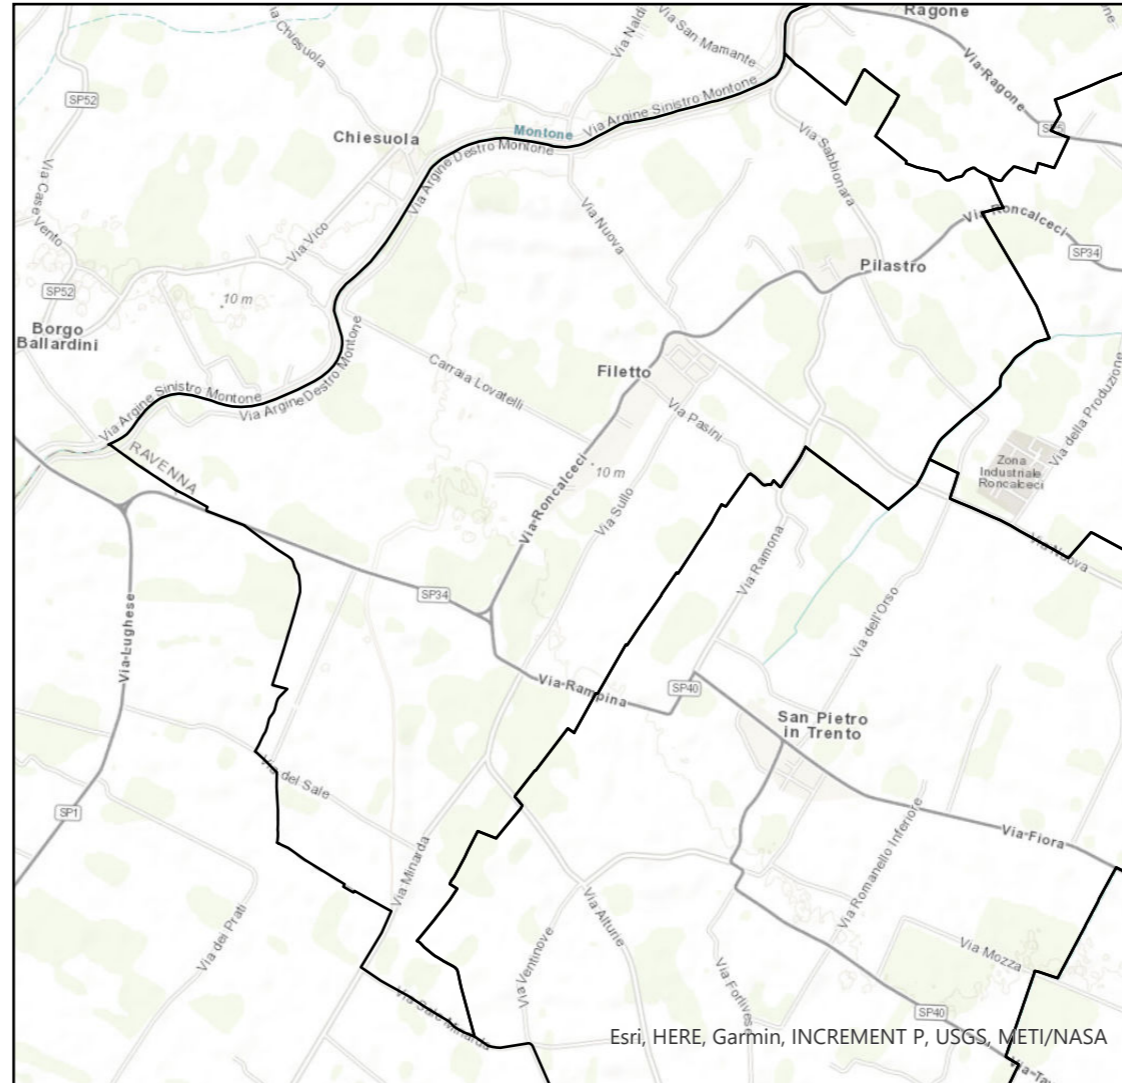 Ragone
Via Chiesuola
Via Naldi
Via San Mamante
Via-Ragone
SP52
Chiesuola
Montone
Via Argine Sinistro Montone
Via Argine Destro Montone
Via Sabbionara
Via Case Vento
Via Vico
Via Nuova
Via Roncalceci
SP34
Pilastro
SP52
10 m
Borgo
Ballardini
Filetto
Carraia Lovatelli
Via Argine Sinistro Montone
Via Argine Destro Montone
Via Pasini
Via della Produzione
RAVENNA
Zona
Industriale
Roncalceci
10 m
Via-Roncalceci
Via Sullo
Via Nuova
Via Ramona
SP34
Via dell'Orso
Via-Lughese
Via-Rampina
SP40
San Pietro
in Trento
Via del Sale
SP1
Via-Fiora
Via Minarda
Via Romanello Inferiore
Via dei Prati
Via Alturie
Via Ventinove
Via Mozza
Via Forlivese
Via Sale Minarda
SP40
Esri, HERE, Garmin, INCREMENT P, USGS, METI/NASA